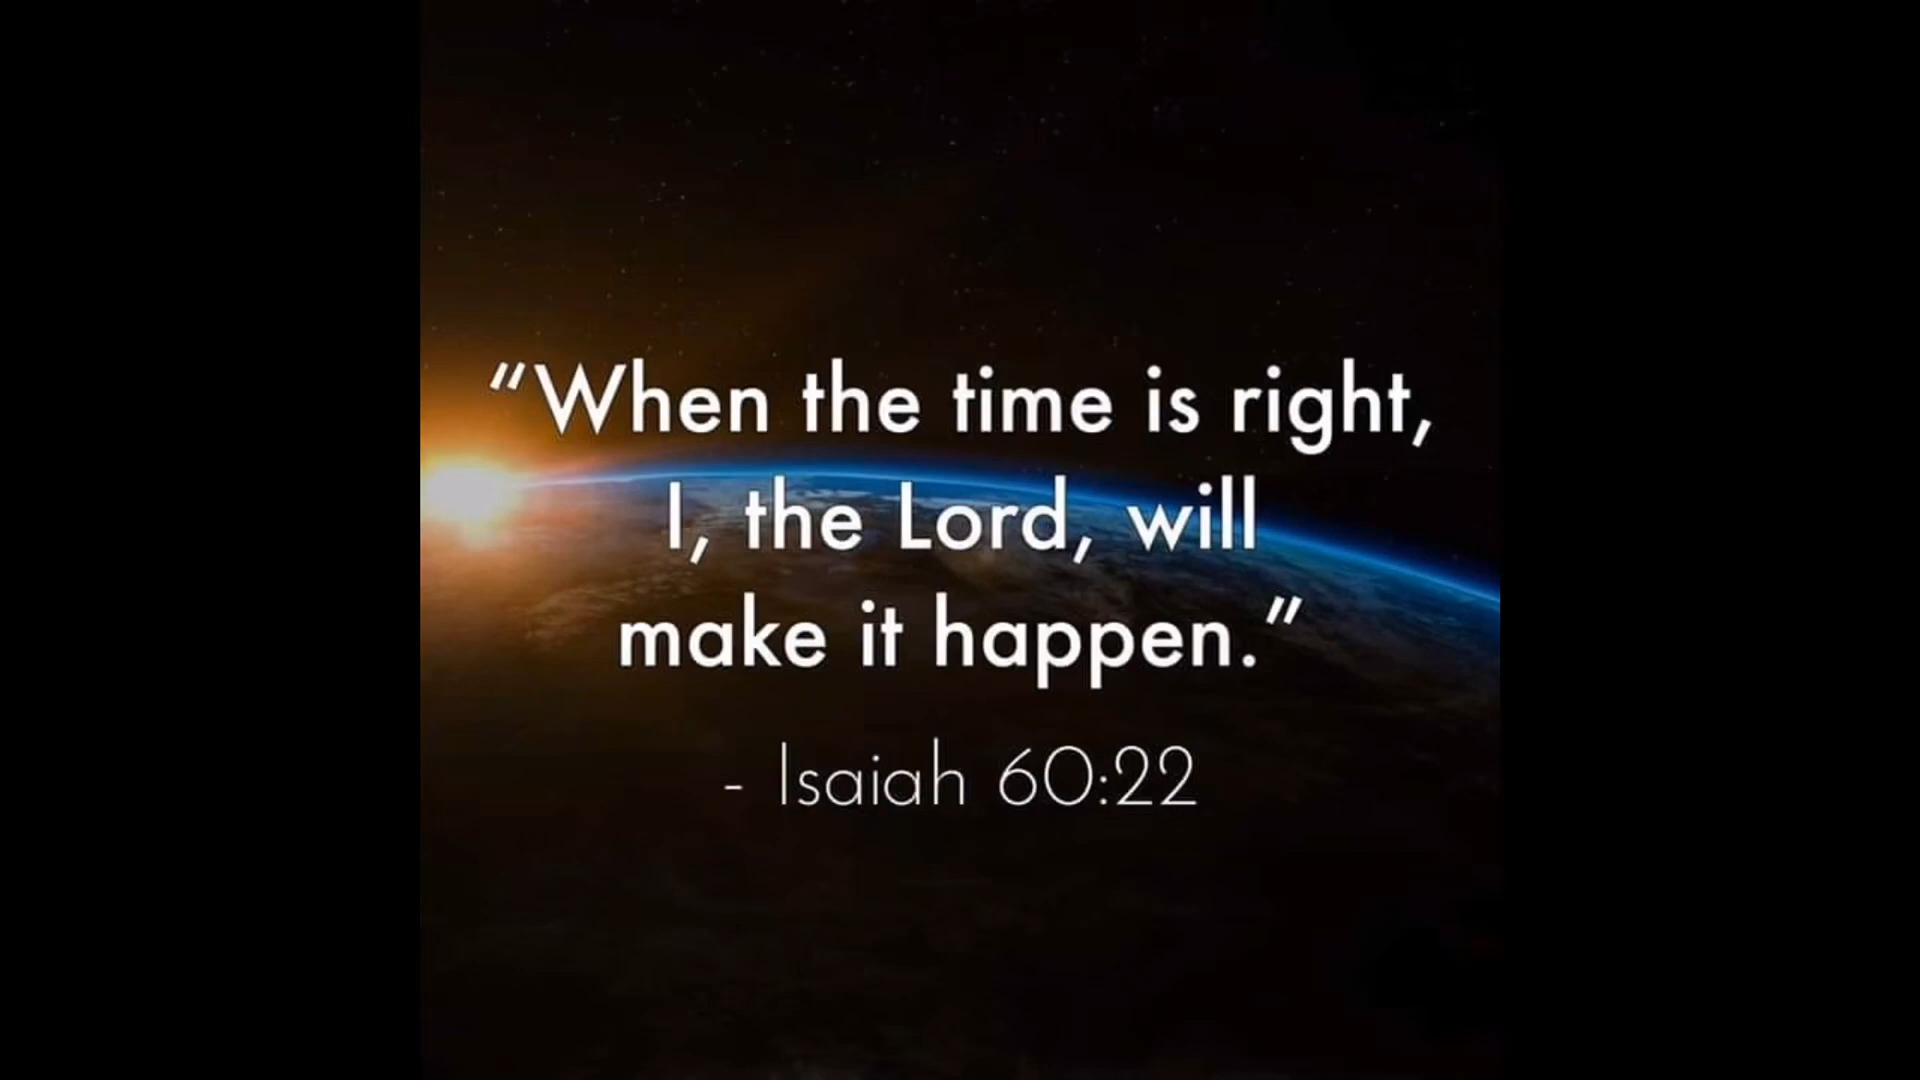 “When the time is right,
I, the Lord, will
make it happen.”
- Isaiah 60:22